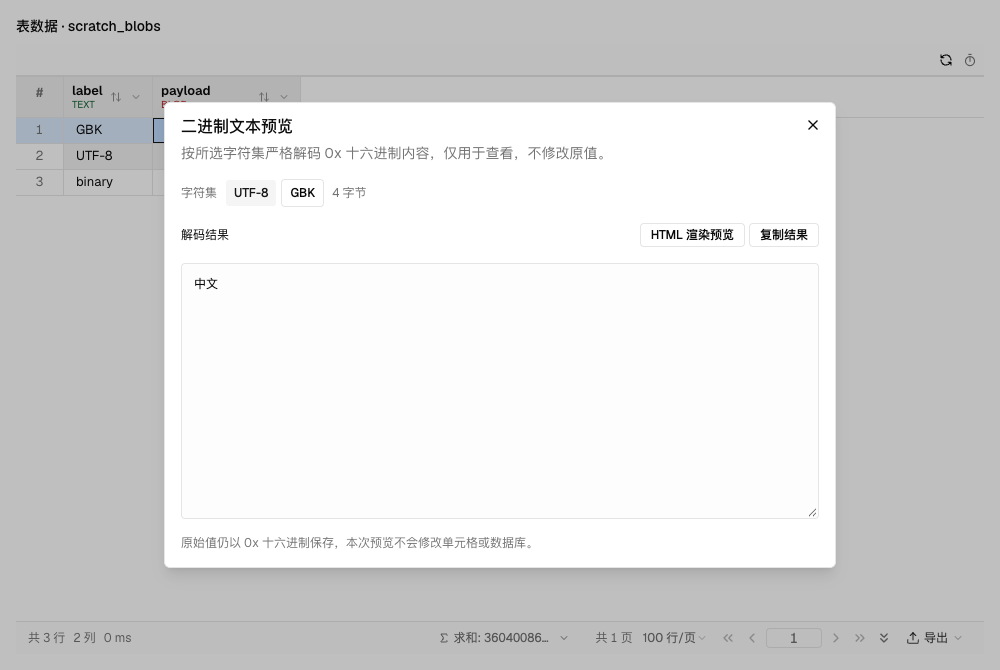 表数据 · scratch_blobs
# label payload
TEXT
1 GBK
2 UTF-8
3 binary
二进制文本预览
按所选字符集严格解码 0x 十六进制内容，仅用于查看，不修改原值。
字符集 UTF-8 GBK 4 字节
解码结果 HTML 渲染预览 复制结果
中文
原始值仍以 0x 十六进制保存，本次预览不会修改单元格或数据库。
共 3 行 2 列 0 ms Σ 求和: 36040086... 共 1 页 100 行/页 1 导出